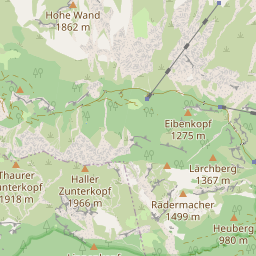 Hohe Wand
1862 m
Eibenkopf
1275 m
Thaurer
Zunterkopf
1918 m
Haller
Zunterkopf
1966 m
Larchberg
1367 m
Radermacher
1499 m
Heuberg
980 m